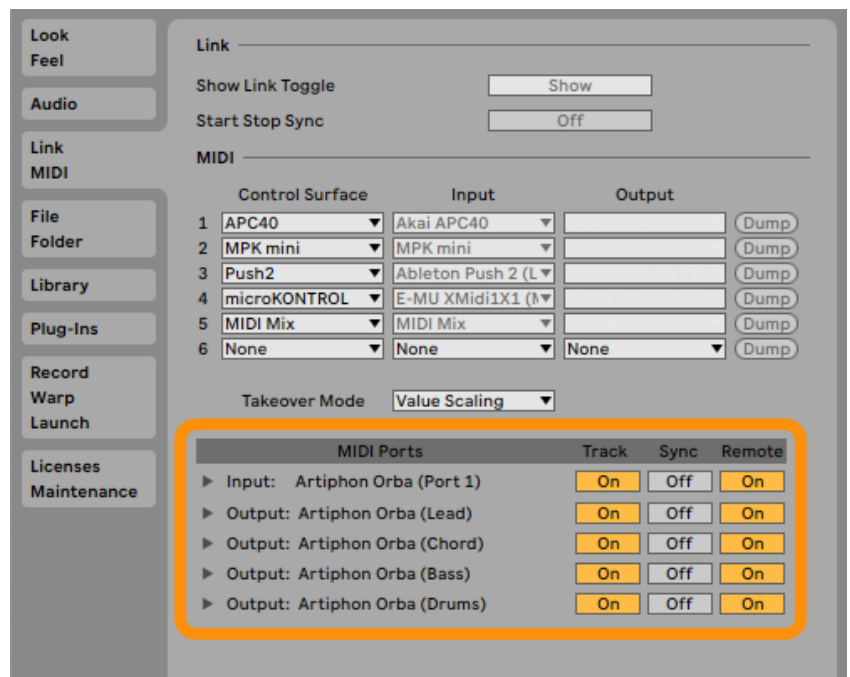 Look
Feel
Audio
Link
MIDI
File
Folder
Library
Plug-Ins
Record
Warp
Launch
Licenses
Maintenance
Link
Show Link Toggle Show
Start Stop Sync Off
MIDI
Control Surface Input Output
1 APC40 Akai APC40 Dump
2 MPK mini MPK mini Dump
3 Push2 Ableton Push 2 (L Dump
4 microKONTROL E-MU XMidi1X1 (M Dump
5 MIDI Mix MIDI Mix Dump
6 None None None Dump
Takeover Mode Value Scaling
MIDI Ports Track Sync Remote
Input: Artiphon Orba (Port 1) On Off On
Output: Artiphon Orba (Lead) On Off On
Output: Artiphon Orba (Chord) On Off On
Output: Artiphon Orba (Bass) On Off On
Output: Artiphon Orba (Drums) On Off On